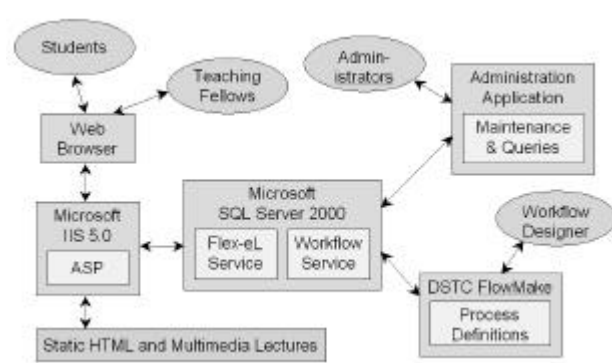 Students
Teaching
Fellows
Web
Browser
Microsoft
IIS 5.0
ASP
Static HTML and Multimedia Lectures
Microsoft
SQL Server 2000
Flex-eL
Service
Workflow
Service
Admin-
istrators
Administration
Application
Maintenance
& Queries
Workflow
Designer
DSTC FlowMake
Process
Definitions